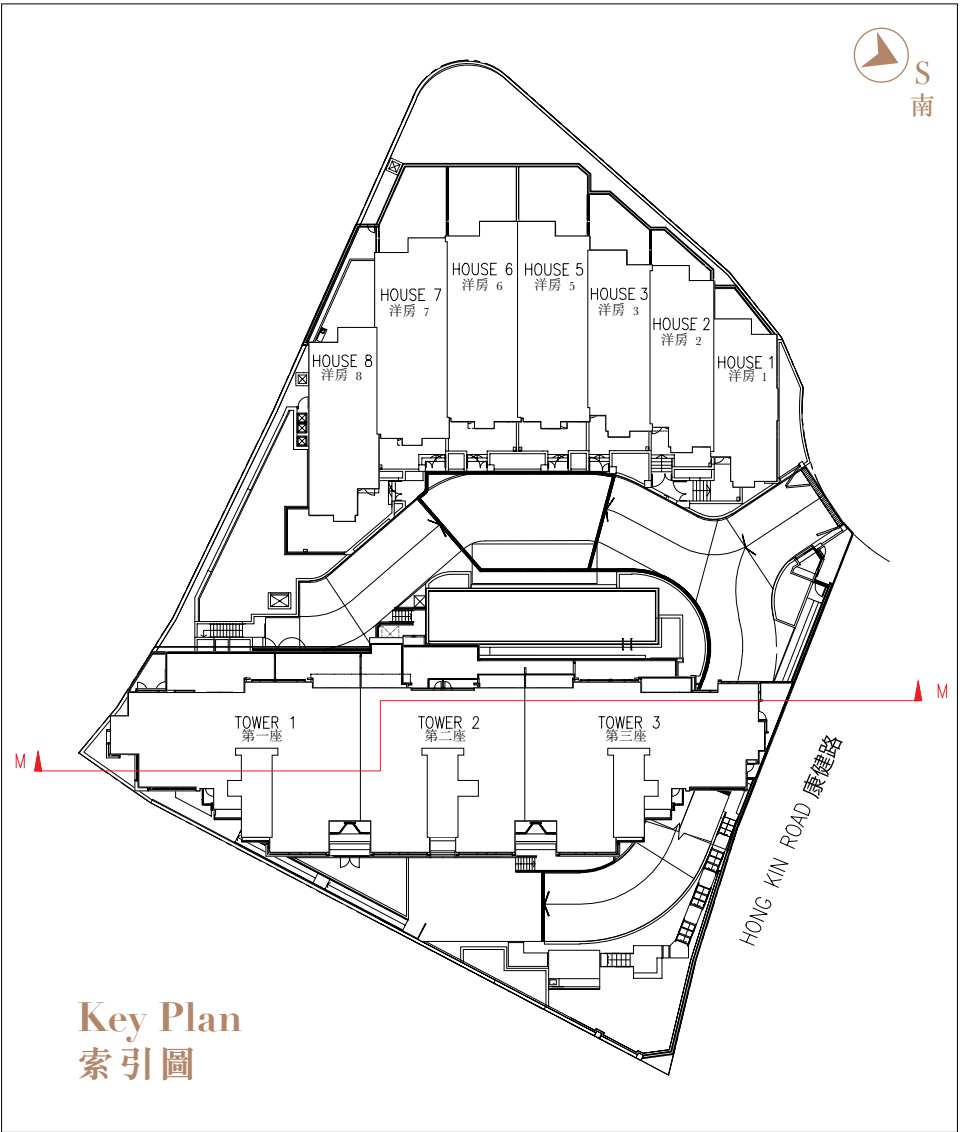 S
南
HOUSE 6
洋房 6
HOUSE 5
洋房 5
HOUSE 7
洋房 7
HOUSE 3
洋房 3
HOUSE 2
洋房 2
HOUSE 8
洋房 8
HOUSE 1
洋房 1
M
TOWER 1
第一座
TOWER 2
第二座
TOWER 3
第三座
M
HONG KIN ROAD 康健路
Key Plan
索引圖